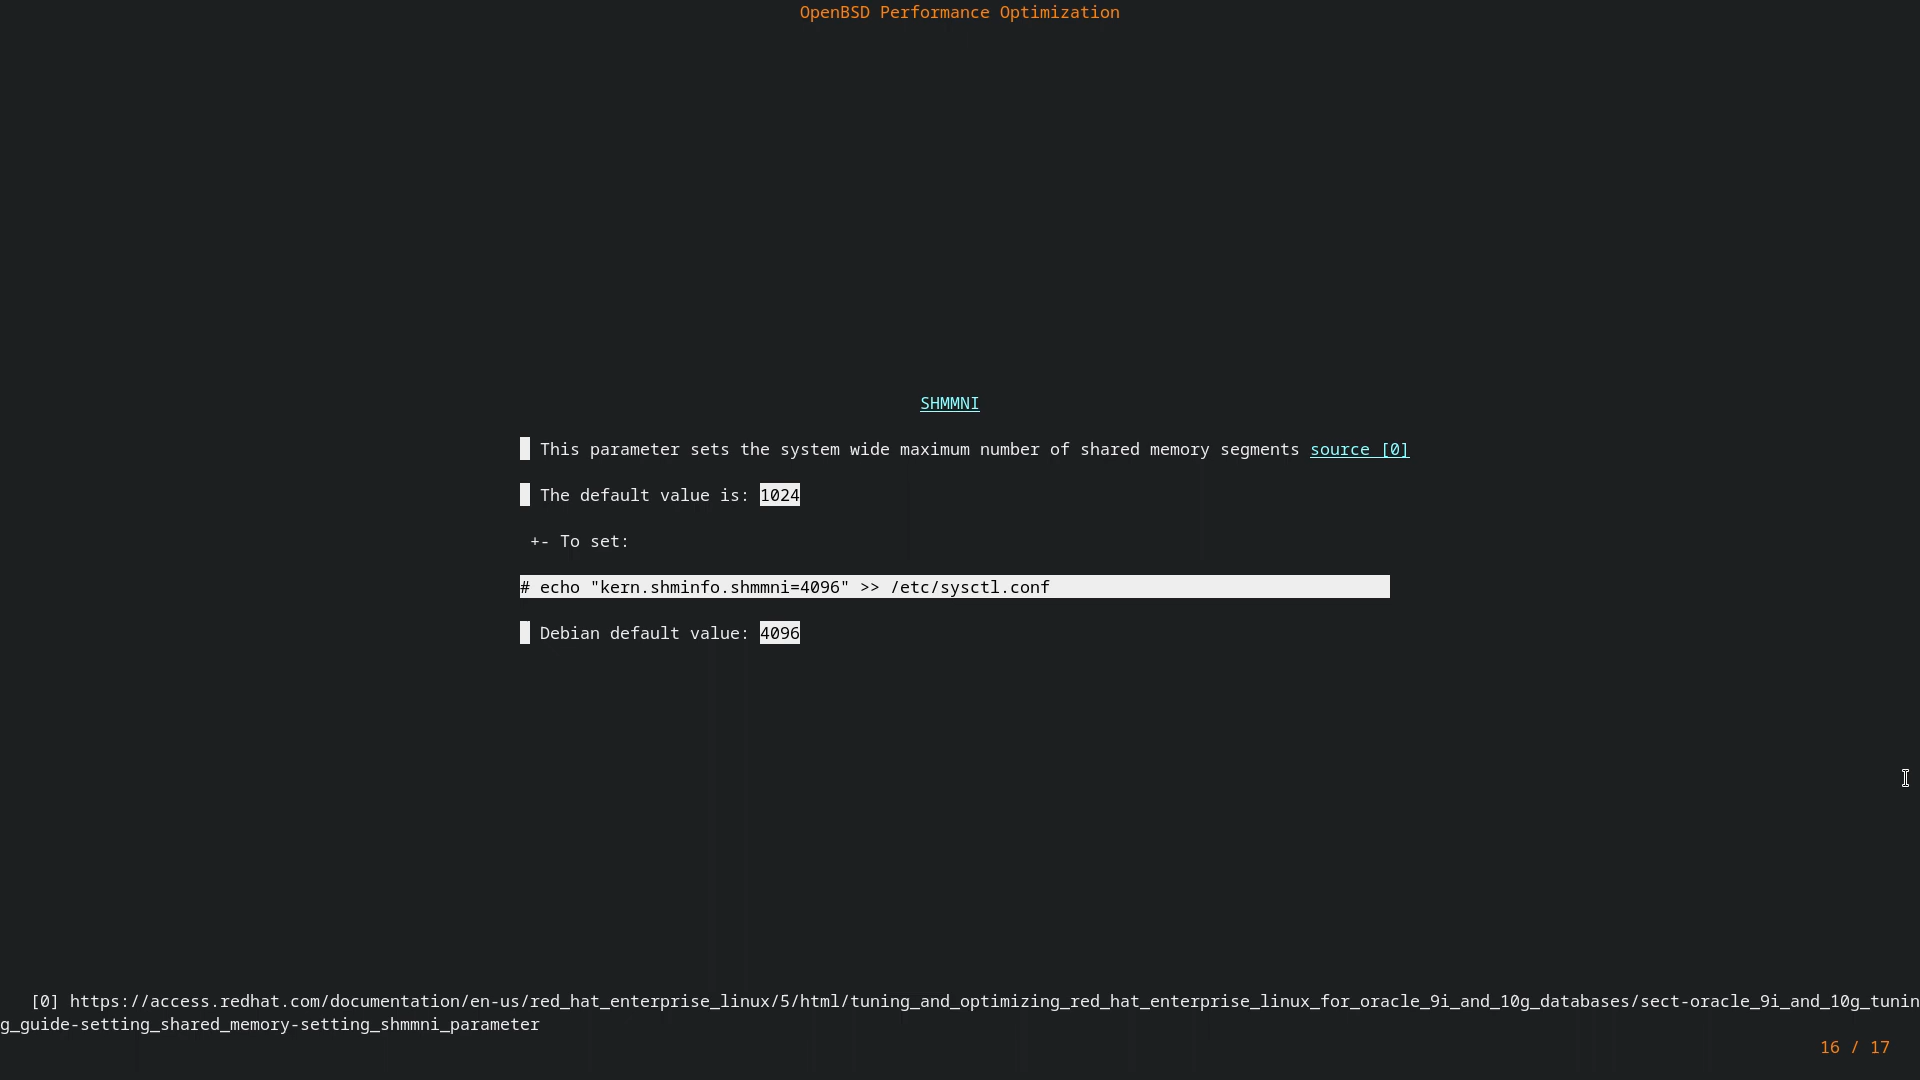 OpenBSD Performance Optimization
SHMMNI
This parameter sets the system wide maximum number of shared memory segments source [0]
The default value is: 1024
+- To set:
# echo "kern.shminfo.shmmni=4096" >> /etc/sysctl.conf
Debian default value: 4096
[0] https://access.redhat.com/documentation/en-us/red_hat_enterprise_linux/5/html/tuning_and_optimizing_red_hat_enterprise_linux_for_oracle_9i_and_10g_databases/sect-oracle_9i_and_10g_tunin
g_guide-setting_shared_memory-setting_shmmni_parameter
16 / 17